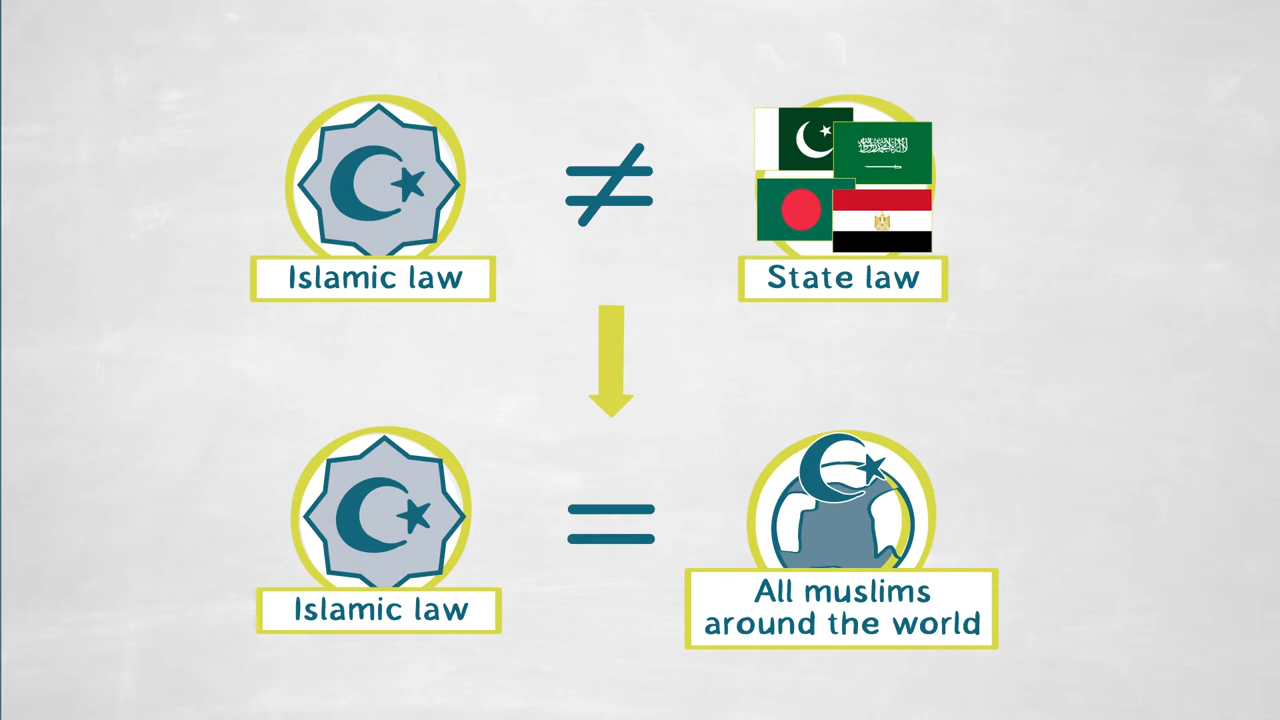 Islamic law
State law
Islamic law
All muslims
around the world